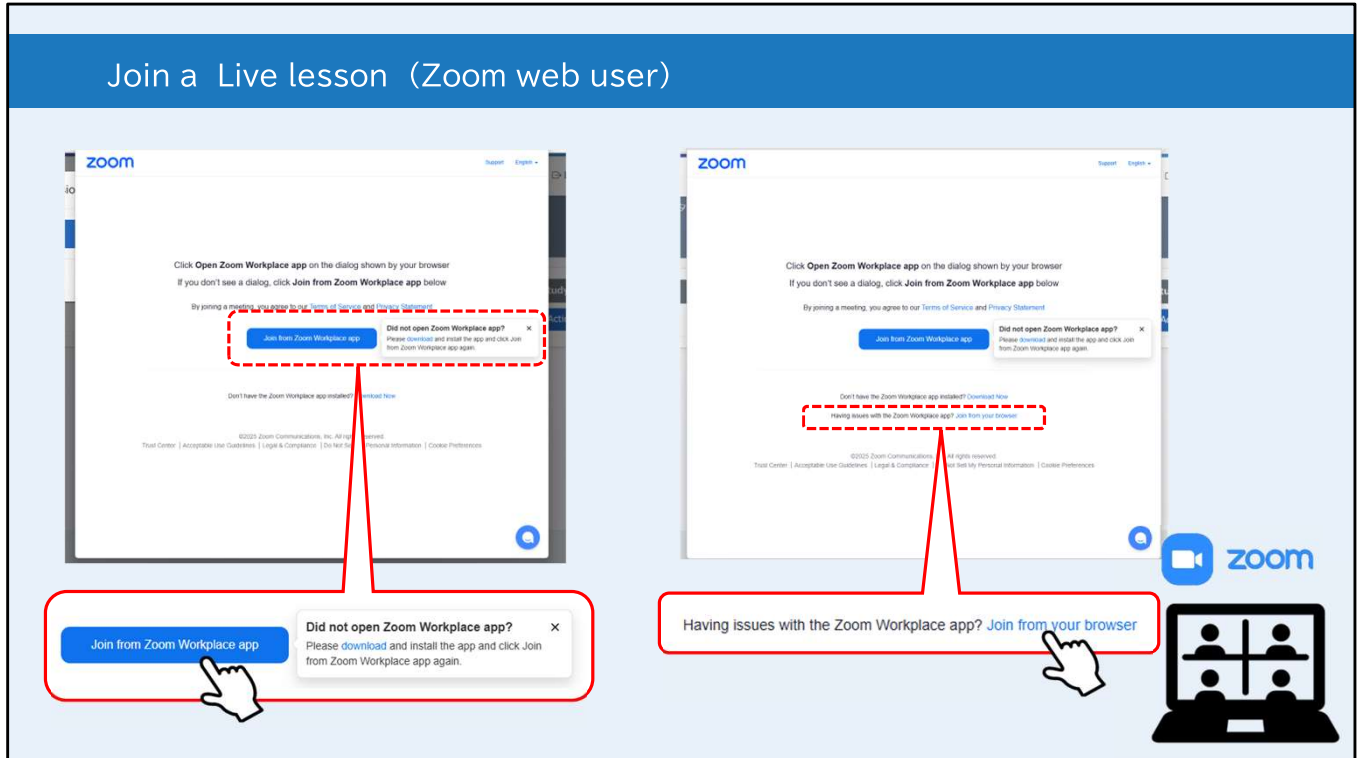 Join a Live lesson（Zoom web user）
zoom
Support English
Click Open Zoom Workplace app on the dialog shown by your browser
If you don't see a dialog, click Join from Zoom Workplace app below
By joining a meeting, you agree to our Terms of Service and Privacy Statement
Join from Zoom Workplace app
Did not open Zoom Workplace app?
Please download and install the app and click Join
from Zoom Workplace app again.
Don't have the Zoom Workplace app installed? Download Now
©2025 Zoom Communications, Inc. All rights reserved.
Trust Center | Acceptable Use Guidelines | Legal & Compliance | Do Not Personal Information | Cookie Preferences
Join from Zoom Workplace app
Did not open Zoom Workplace app?
Please download and install the app and click Join
from Zoom Workplace app again.
zoom
Support English
Click Open Zoom Workplace app on the dialog shown by your browser
If you don't see a dialog, click Join from Zoom Workplace app below
By joining a meeting, you agree to our Terms of Service and Privacy Statement
Join from Zoom Workplace app
Did not open Zoom Workplace app?
Please download and install the app and click Join
from Zoom Workplace app again.
Don't have the Zoom Workplace app installed? Download Now
Having issues with the Zoom Workplace app? Join from your browser
©2025 Zoom Communications, All rights reserved.
Trust Center | Acceptable Use Guidelines | Legal & Compliance | Not Sell My Personal Information | Cookie Preferences
Having issues with the Zoom Workplace app? Join from your browser
zoom